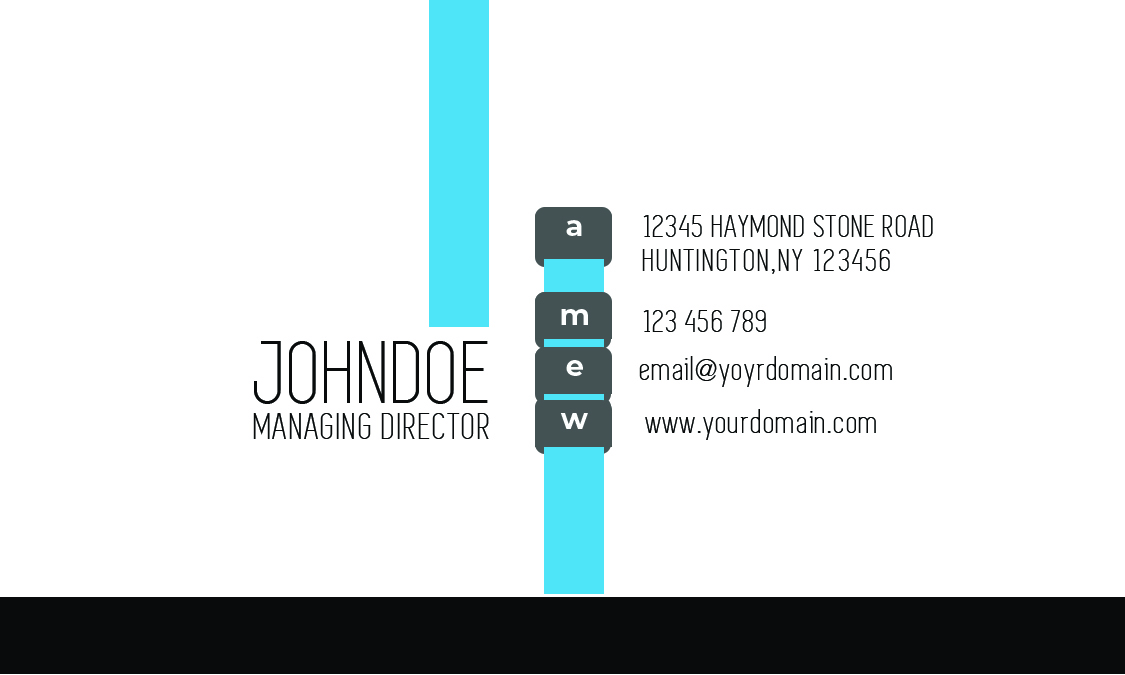 JOHNDOE
MANAGING DIRECTOR
a 12345 HAYMOND STONE ROAD
HUNTINGTON,NY 123456
m 123 456 789
e email@yoyrdomain.com
w www.yourdomain.com